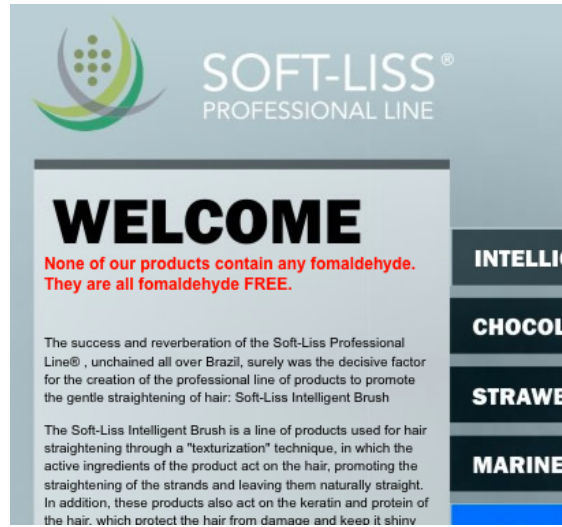 SOFT-LISS®
PROFESSIONAL LINE
WELCOME
None of our products contain any fomaldehyde.
They are all fomaldehyde FREE.
The success and reverberation of the Soft-Liss Professional
Line® , unchained all over Brazil, surely was the decisive factor
for the creation of the professional line of products to promote
the gentle straightening of hair: Soft-Liss Intelligent Brush
The Soft-Liss Intelligent Brush is a line of products used for hair
straightening through a "texturization" technique, in which the
active ingredients of the product act on the hair, promoting the
straightening of the strands and leaving them naturally straight.
In addition, these products also act on the keratin and protein of
the hair, which protect the hair from damage and keep it shiny
INTELLI
CHOCOL
STRAWE
MARINE